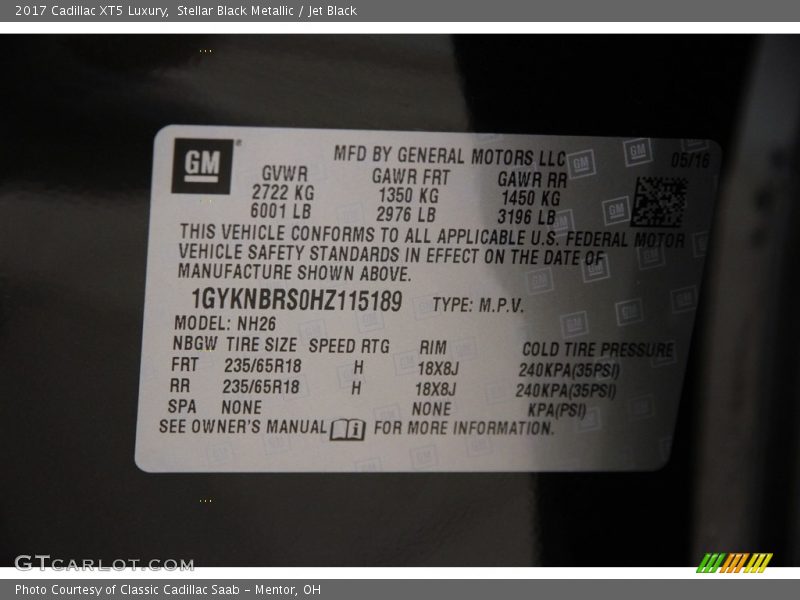 2017 Cadillac XT5 Luxury, Stellar Black Metallic / Jet Black
GM
MFD BY GENERAL MOTORS LLC 05/16
GVWR GAWR FRT GAWR RR
2722 KG 1350 KG 1450 KG
6001 LB 2976 LB 3196 LB
THIS VEHICLE CONFORMS TO ALL APPLICABLE U.S. FEDERAL MOTOR
VEHICLE SAFETY STANDARDS IN EFFECT ON THE DATE OF
MANUFACTURE SHOWN ABOVE.
1GYKNBRS0HZ115189 TYPE: M.P.V.
MODEL: NH26
NBGW TIRE SIZE SPEED RTG RIM COLD TIRE PRESSURE
FRT 235/65R18 H 18X8J 240KPA(35PSI)
RR 235/65R18 H 18X8J 240KPA(35PSI)
SPA NONE NONE KPA(PSI)
SEE OWNER'S MANUAL FOR MORE INFORMATION.
GTCARLOT.COM
Photo Courtesy of Classic Cadillac Saab – Mentor, OH